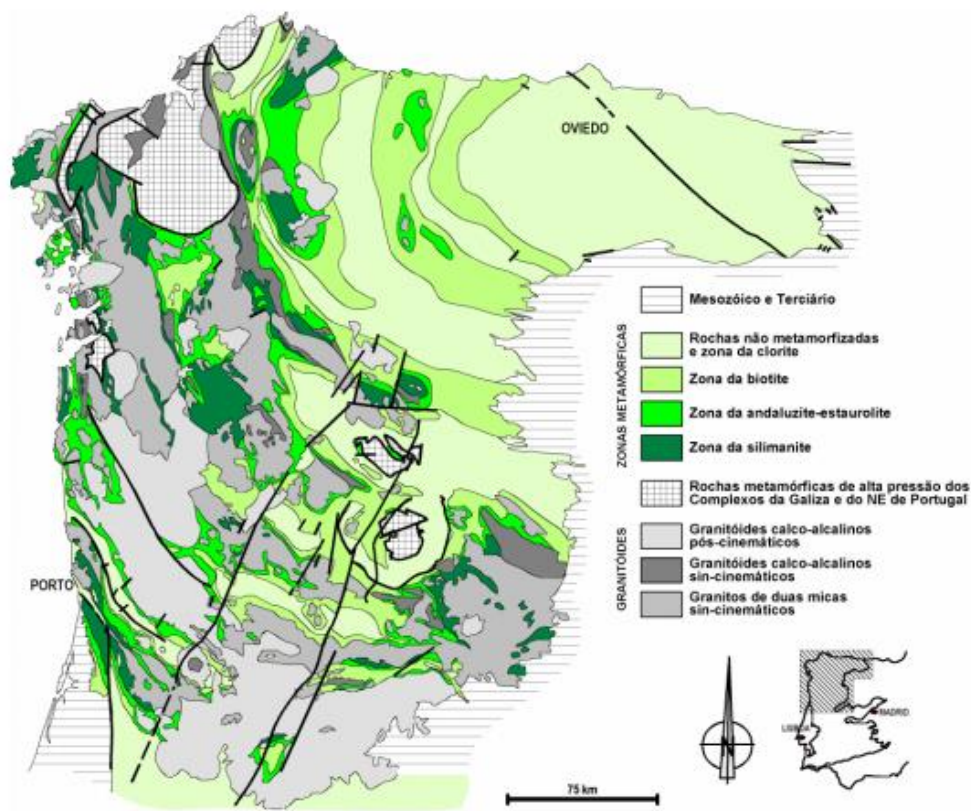 OVIEDO
Mesozóico e Terciário
ZONAS METAMÓRFICAS
Rochas não metamorfizadas
e zona da clorite
Zona da biotite
Zona da andaluzite-estaurolite
Zona da silimanite
Rochas metamórficas de alta pressão dos
Complexos da Galiza e do NE de Portugal
GRANITÓIDES
Granitóides calco-alcalinos
pós-cinemáticos
Granitóides calco-alcalinos
sin-cinemáticos
Granitos de duas micas
sin-cinemáticos
PORTO
N
MADRID
LISBOA
75 km